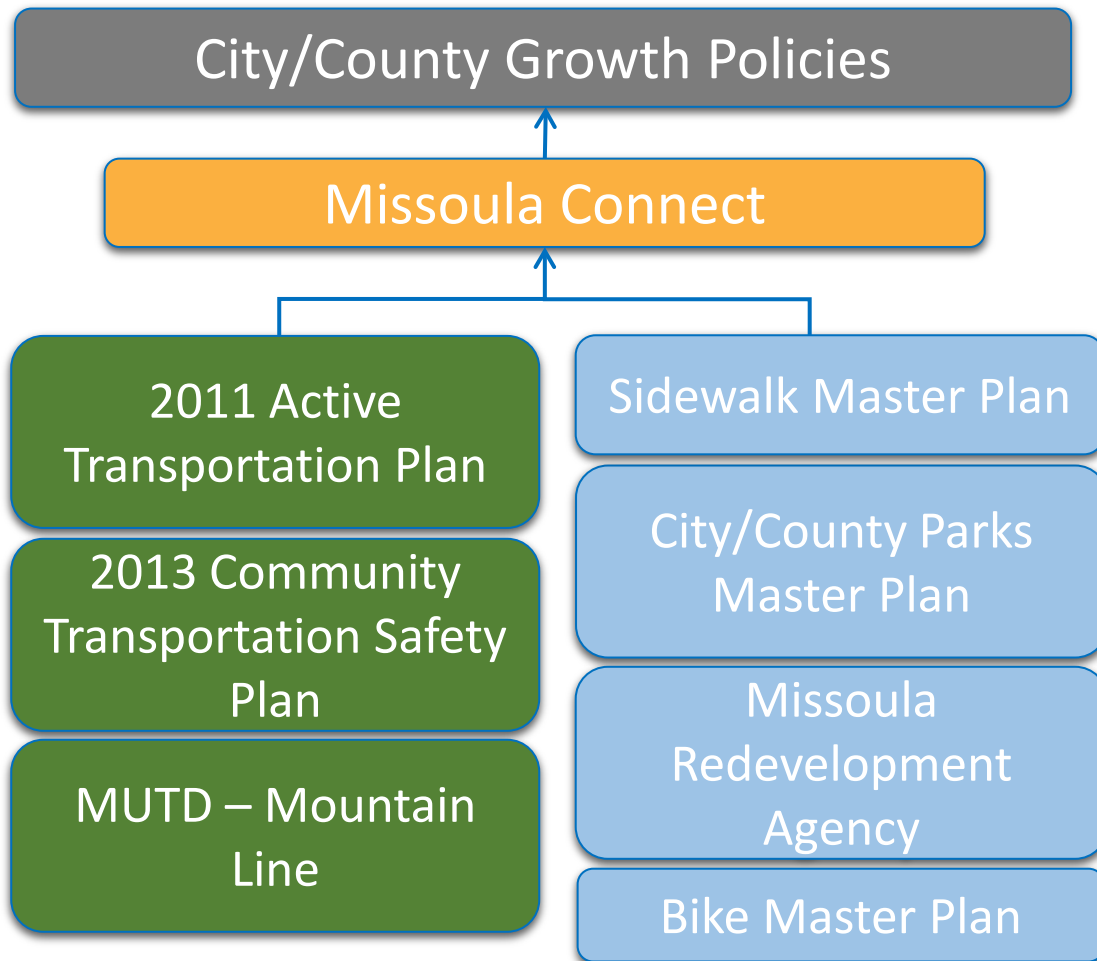 City/County Growth Policies
Missoula Connect
2011 Active
Transportation Plan
2013 Community
Transportation Safety
Plan
MUTD – Mountain
Line
Sidewalk Master Plan
City/County Parks
Master Plan
Missoula
Redevelopment
Agency
Bike Master Plan